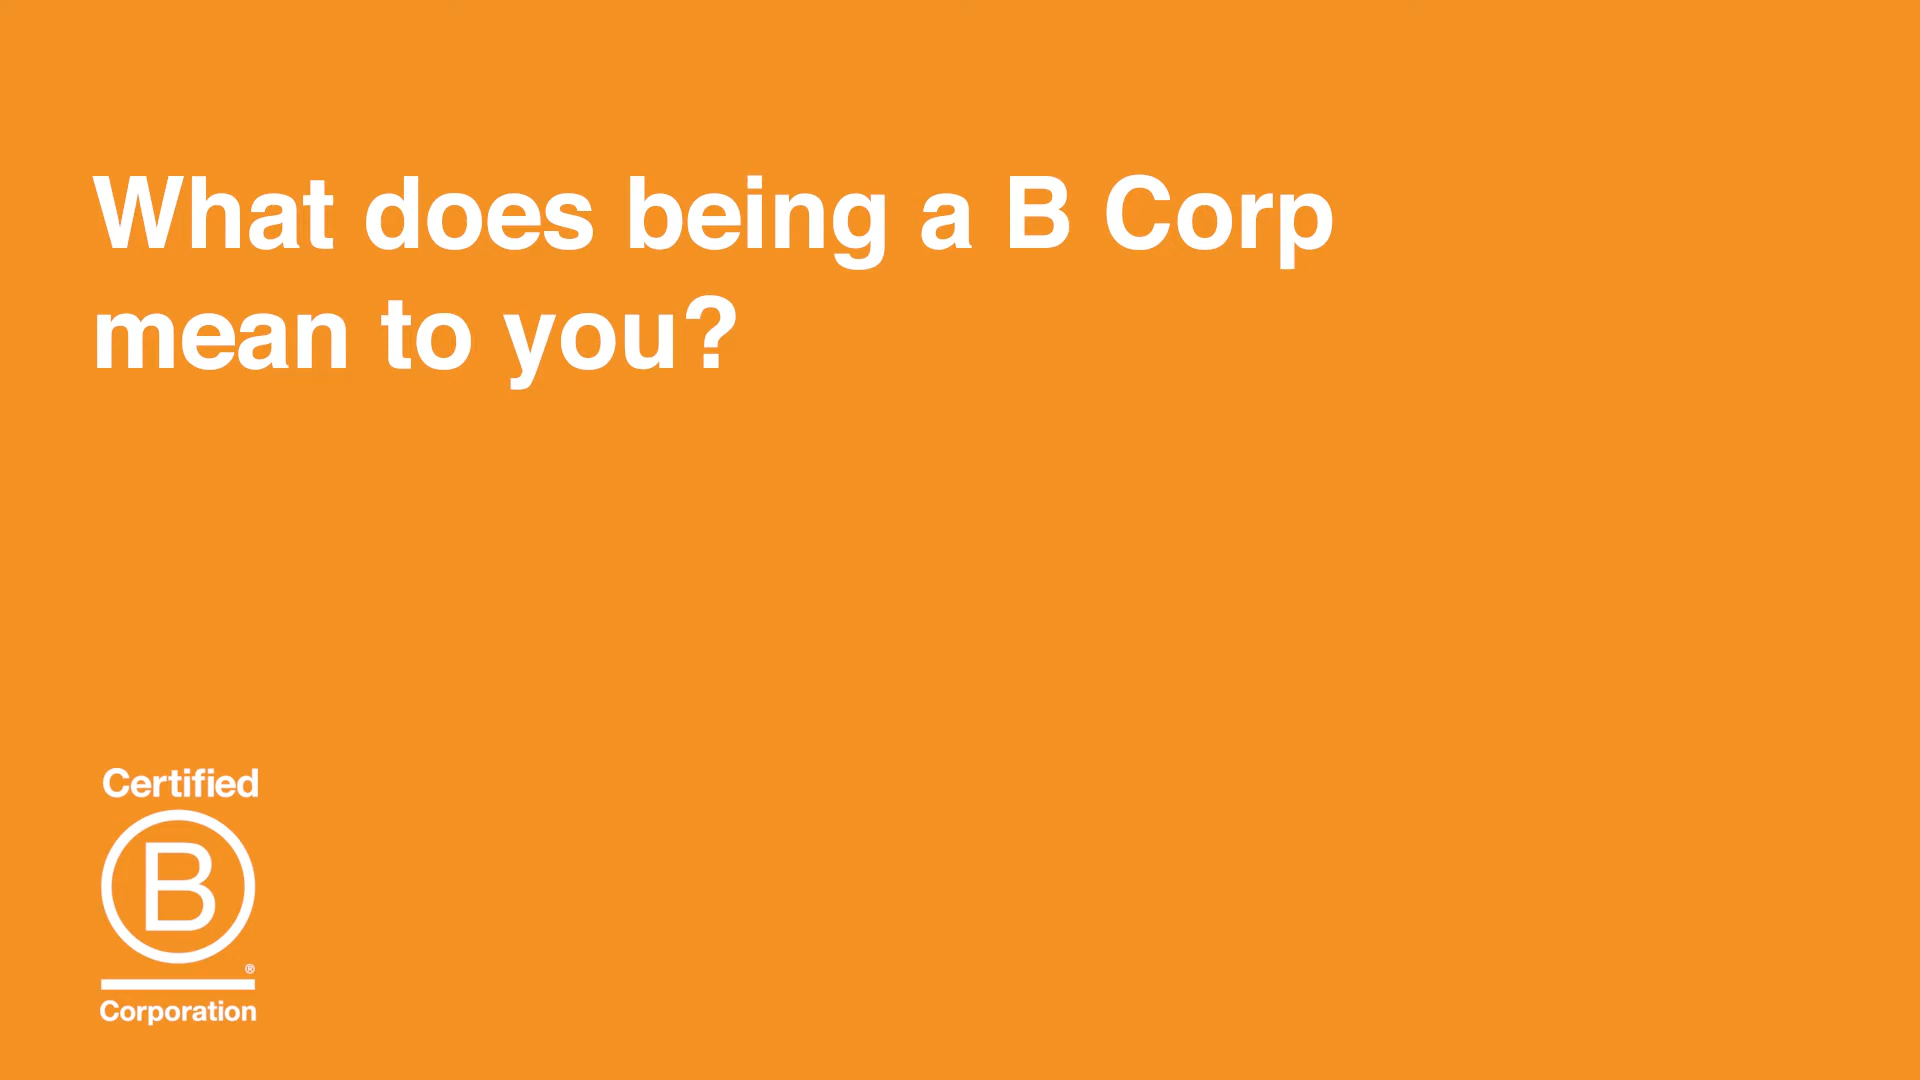 What does being a B Corp
mean to you?
Certified
B
®
Corporation